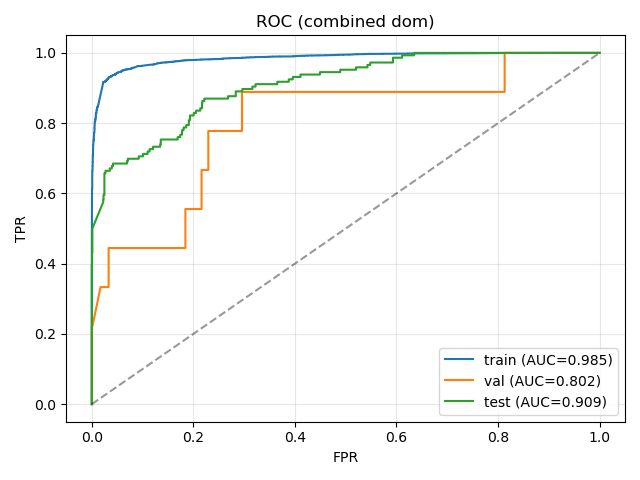 ROC (combined dom)
1.0
0.8
0.6
0.4
0.2
0.0
TPR
0.0 0.2 0.4 0.6 0.8 1.0
FPR
train (AUC=0.985)
val (AUC=0.802)
test (AUC=0.909)